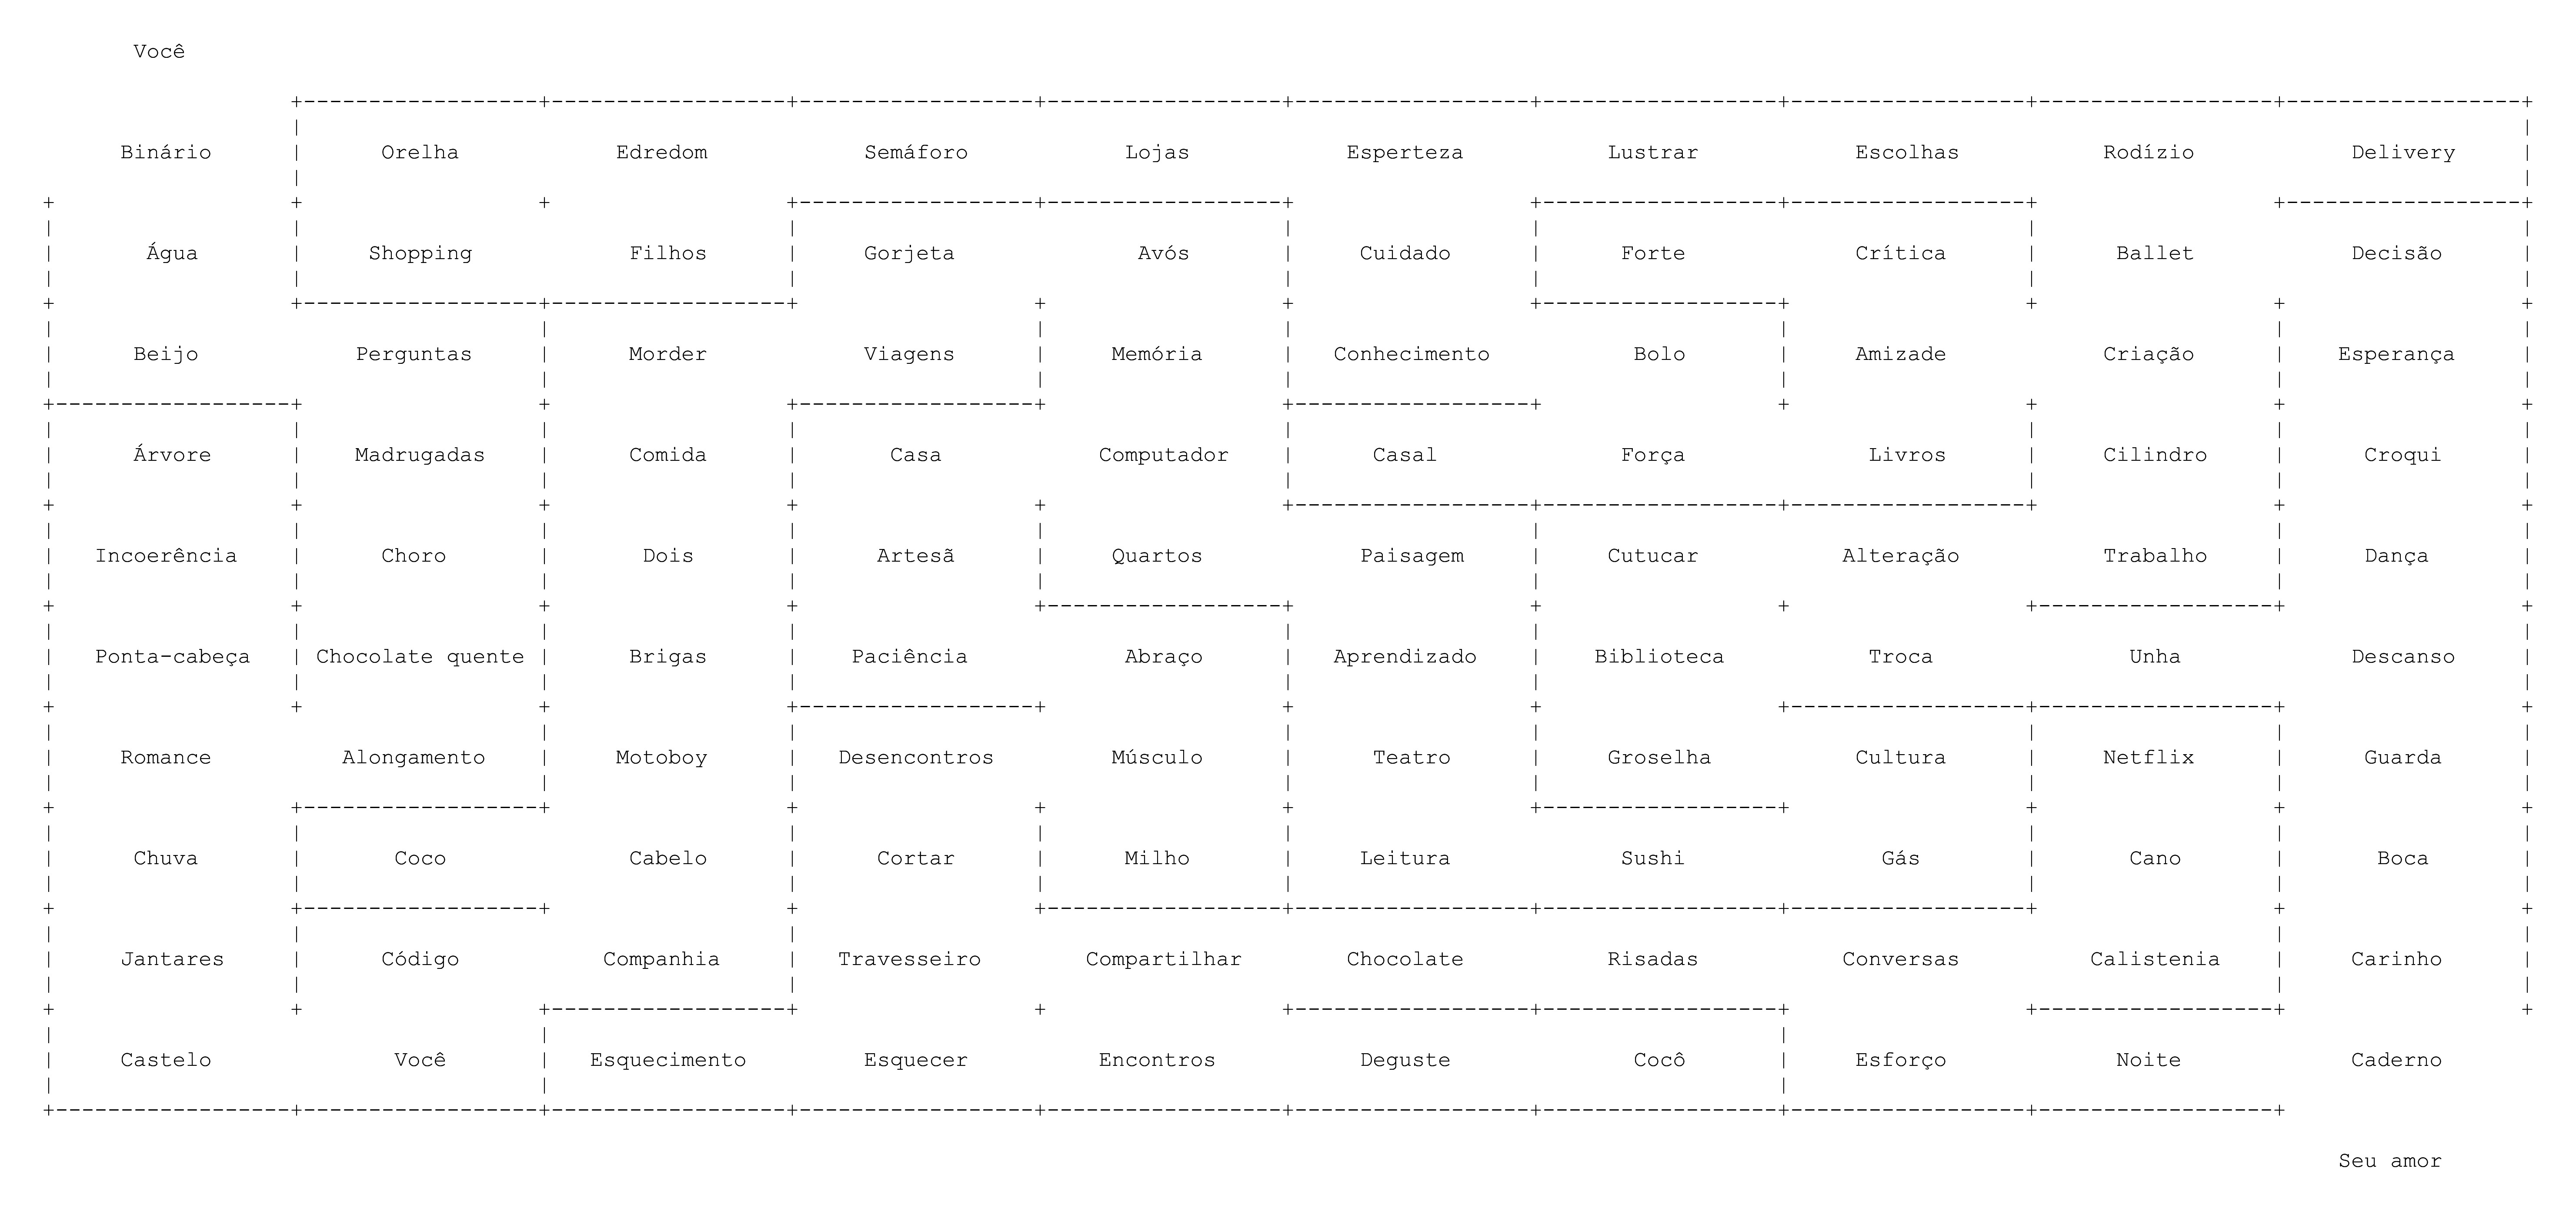 Você
Binário Orelha Edredom Semáforo Lojas Esperteza Lustrar Escolhas Rodízio Delivery
Água Shopping Filhos Gorjeta Avós Cuidado Forte Crítica Ballet Decisão
Beijo Perguntas Morder Viagens Memória Conhecimento Bolo Amizade Criação Esperança
Árvore Madrugadas Comida Casa Computador Casal Força Livros Cilindro Croqui
Incoerência Choro Dois Artesã Quartos Paisagem Cutucar Alteração Trabalho Dança
Ponta-cabeça Chocolate quente Brigas Paciência Abraço Aprendizado Biblioteca Troca Unha Descanso
Romance Alongamento Motoboy Desencontros Músculo Teatro Groselha Cultura Netflix Guarda
Chuva Coco Cabelo Cortar Milho Leitura Sushi Gás Cano Boca
Jantares Código Companhia Travesseiro Compartilhar Chocolate Risadas Conversas Calistenia Carinho
Castelo Você Esquecimento Esquecer Encontros Deguste Cocô Esforço Noite Caderno
Seu amor